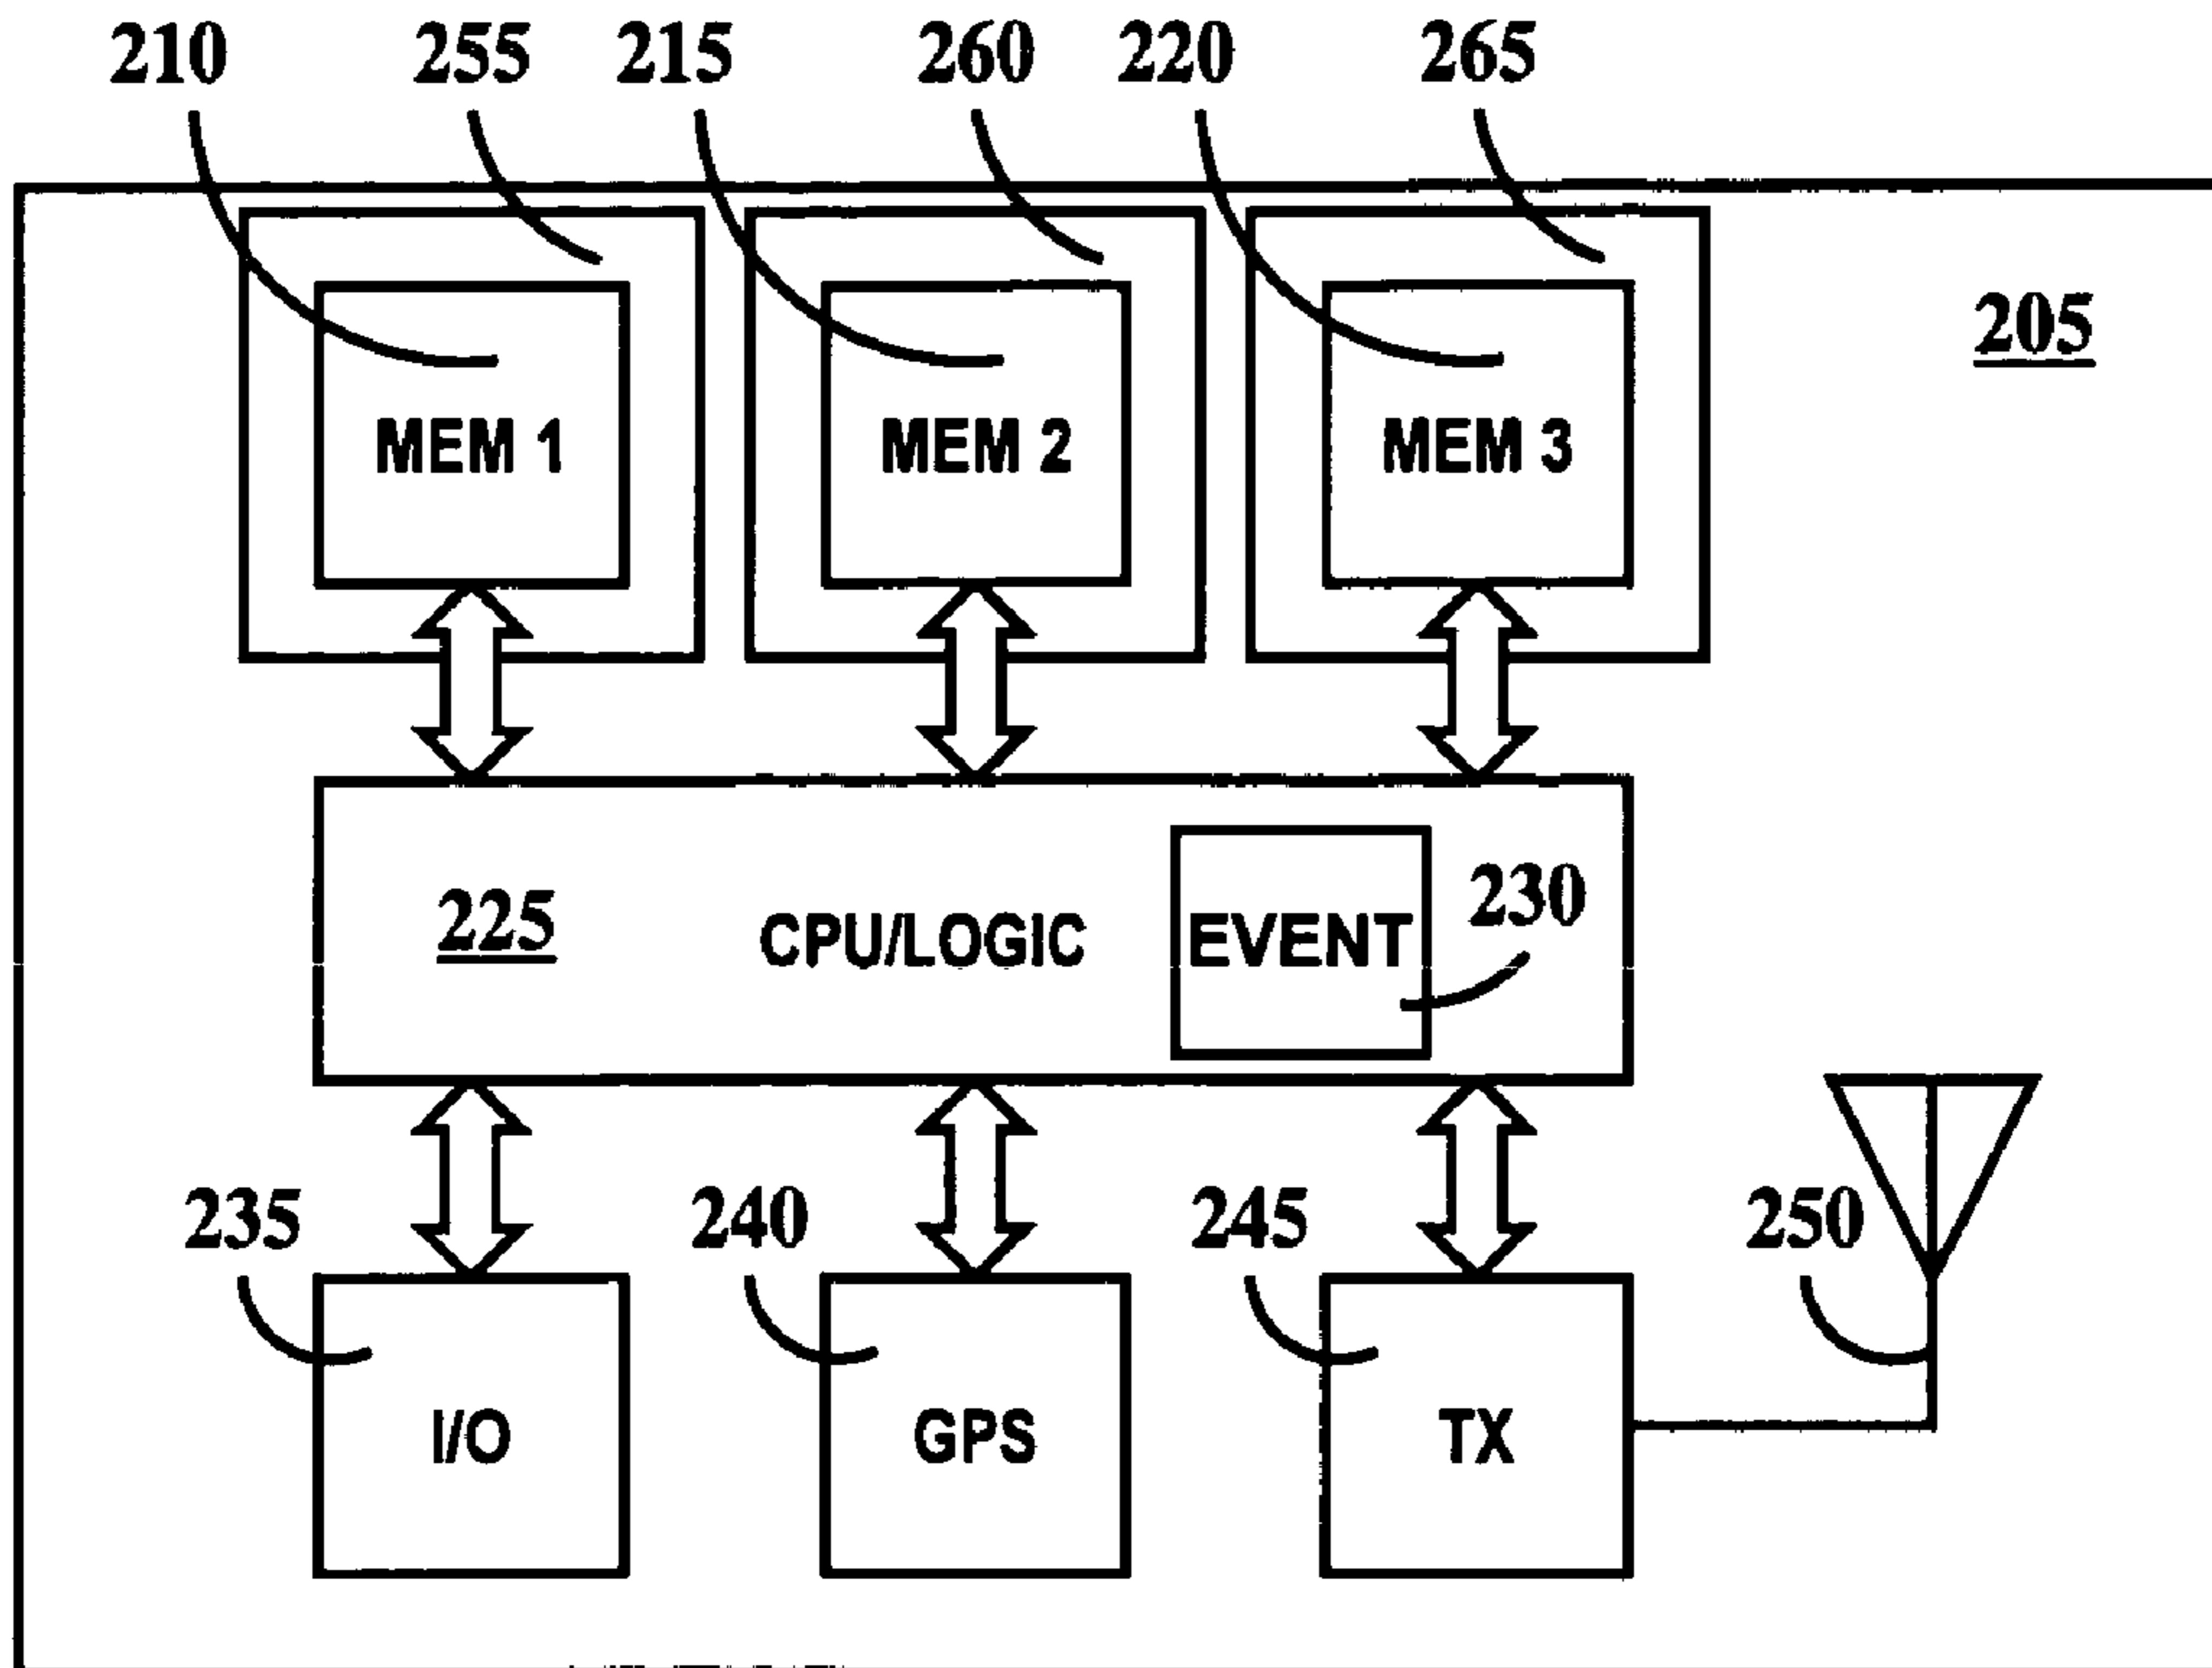 210 255 215 260 220 265
205
MEM 1 MEM 2 MEM 3
225 CPU/LOGIC EVENT 230
235 240 245 250
I/O GPS TX